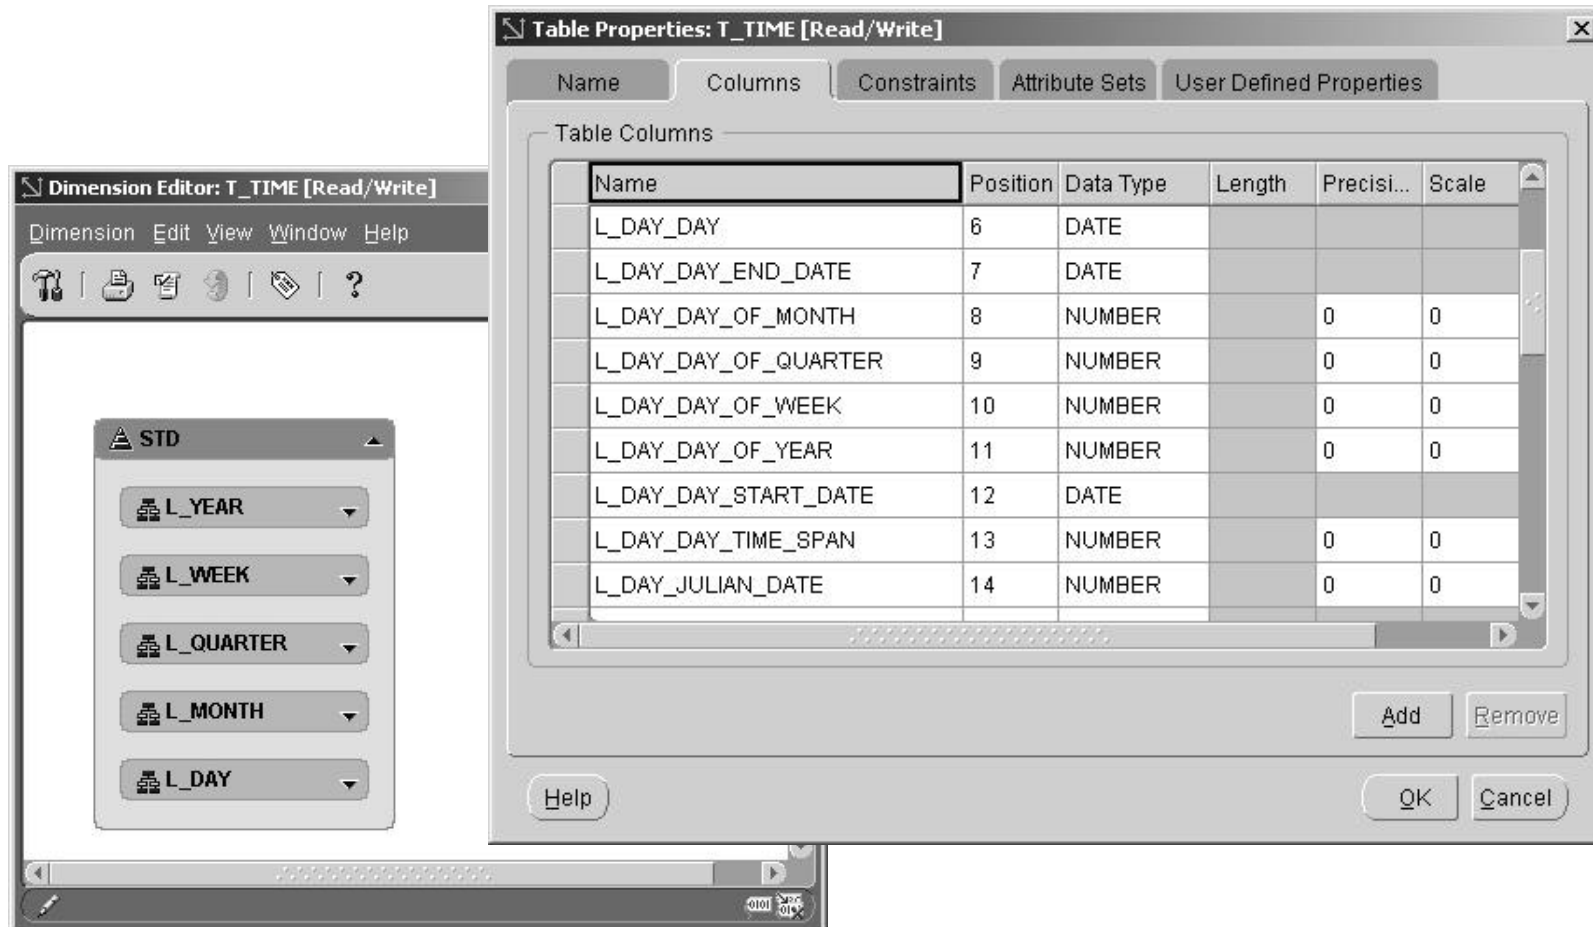 Table Properties: T_TIME [Read/Write]
Name Columns Constraints Attribute Sets User Defined Properties
Table Columns
Name Position Data Type Length Precisi... Scale
L_DAY_DAY 6 DATE
L_DAY_DAY_END_DATE 7 DATE
L_DAY_DAY_OF_MONTH 8 NUMBER 0 0
L_DAY_DAY_OF_QUARTER 9 NUMBER 0 0
L_DAY_DAY_OF_WEEK 10 NUMBER 0 0
L_DAY_DAY_OF_YEAR 11 NUMBER 0 0
L_DAY_DAY_START_DATE 12 DATE
L_DAY_DAY_TIME_SPAN 13 NUMBER 0 0
L_DAY_JULIAN_DATE 14 NUMBER 0 0
Add Remove
Help OK Cancel
Dimension Editor: T_TIME [Read/Write]
Dimension Edit View Window Help
?
STD
L_YEAR
L_WEEK
L_QUARTER
L_MONTH
L_DAY